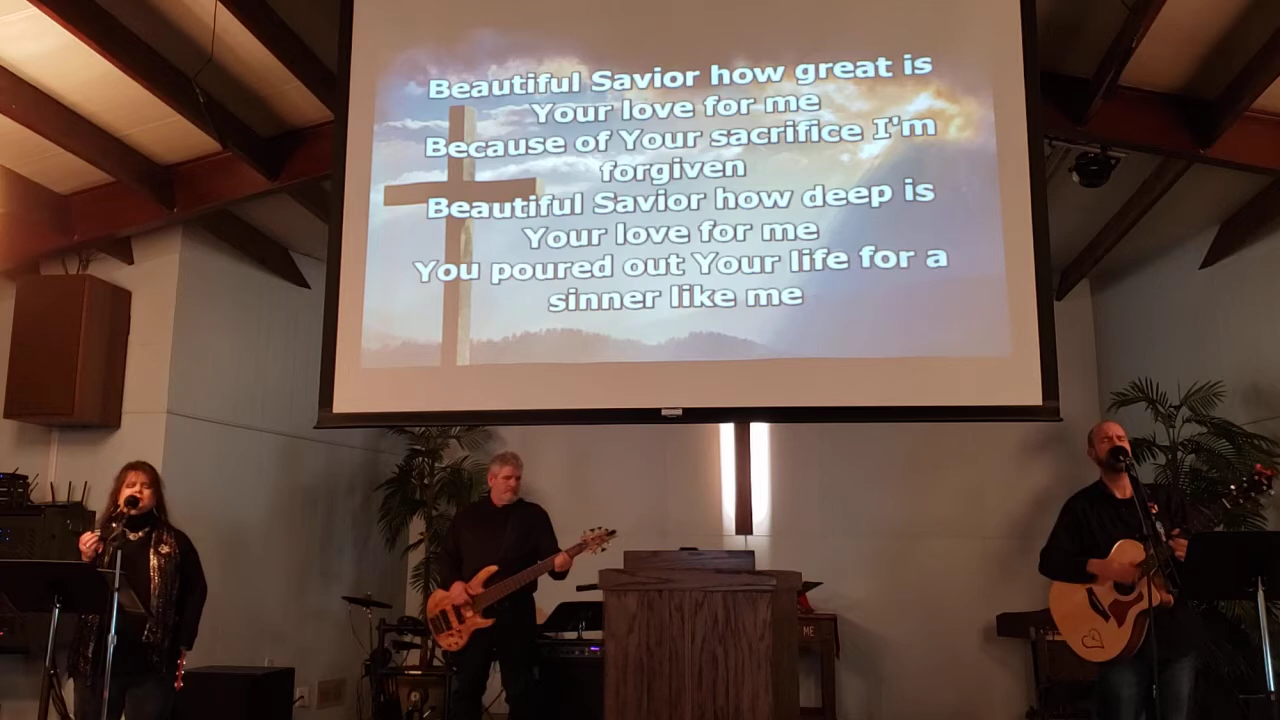 Beautiful Savior how great is
Your love for me
Because of Your sacrifice I'm
forgiven
Beautiful Savior how deep is
Your love for me
You poured out Your life for a
sinner like me
ME